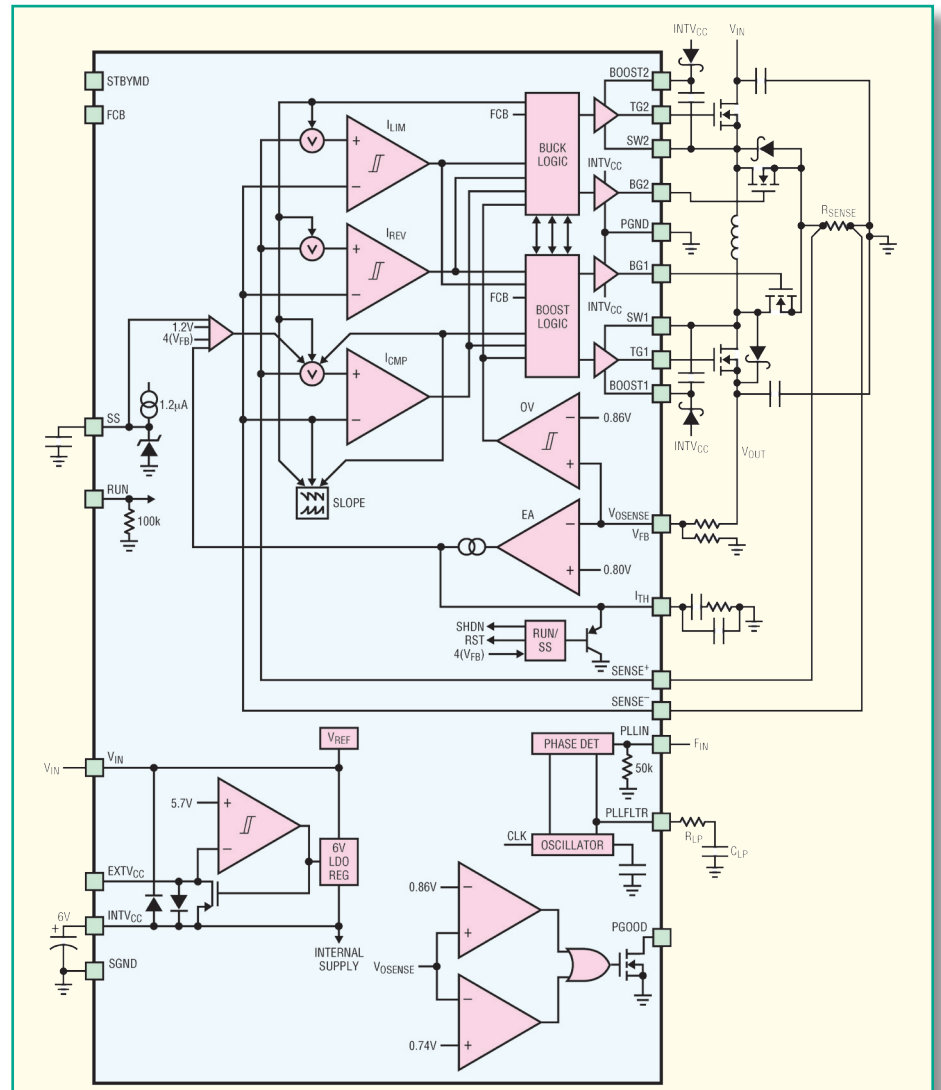 INTVCC
VIN
STBYMD
FCB
BOOST2
TG2
SW2
BG2
PGND
BG1
SW1
TG1
BOOST1
INTVCC
VOUT
RSENSE
ILIM
V
+
−
IREV
V
+
−
ICMP
V
+
−
FCB
BUCK LOGIC
INTVCC
FCB
BOOST LOGIC
INTVCC
1.2V
4(VFB)
SS
1.2µA
RUN
100k
SLOPE
OV
0.86V
+
EA
−
+
0.80V
VOSENSE
VFB
ITH
SHDN
RST
4(VFB)
RUN/
SS
SENSE+
SENSE−
VIN
VIN
VREF
5.7V
+
−
6V
LDO
REG
EXTVCC
6V
+
INTVCC
SGND
INTERNAL
SUPPLY
PHASE DET
PLLIN
FIN
50k
PLLFLTR
RLP
CLP
CLK
OSCILLATOR
0.86V
−
+
VOSENSE
−
+
0.74V
PGOOD